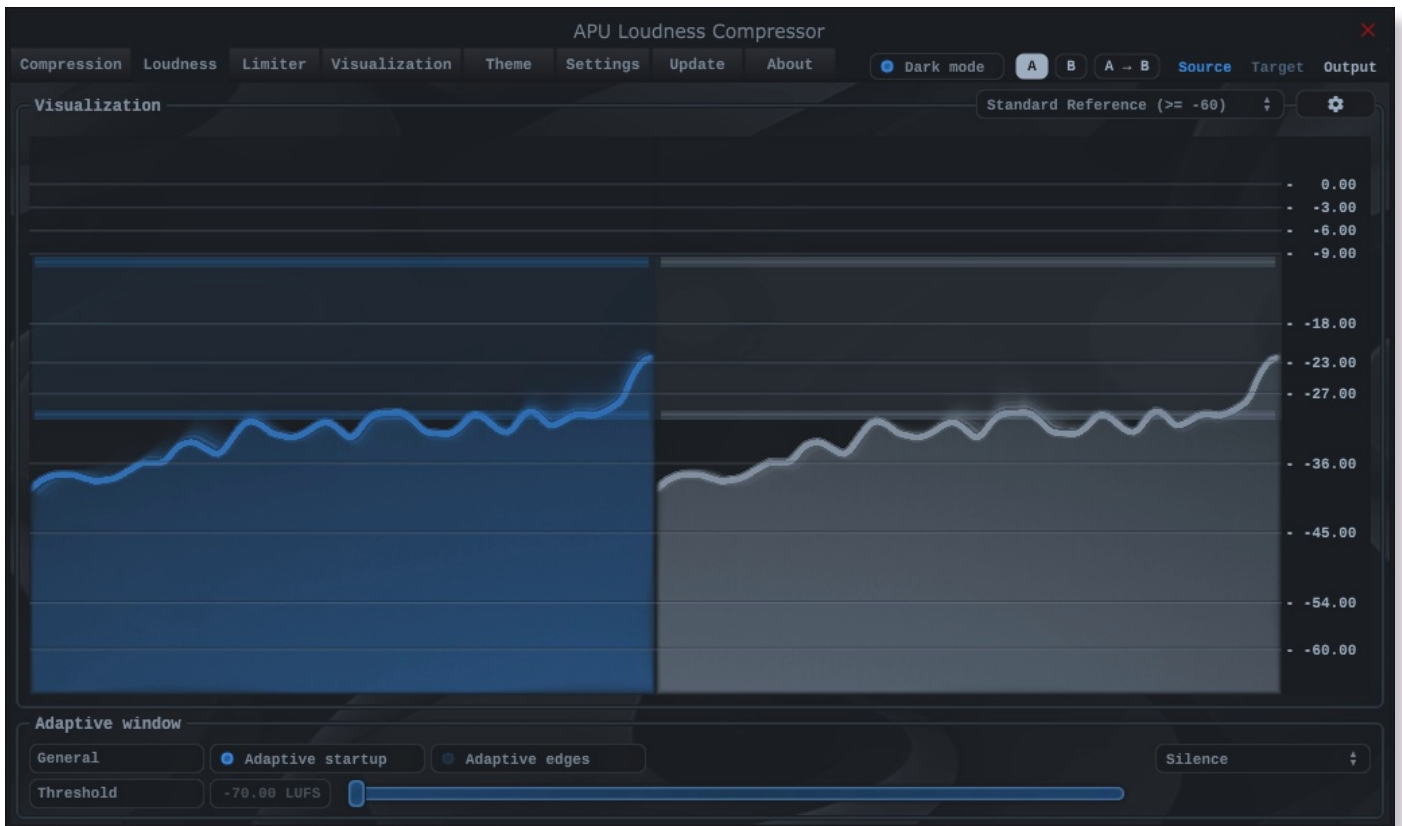 APU Loudness Compressor
Compression Loudness Limiter Visualization Theme Settings Update About Dark mode A B A → B Source Target Output
Visualization Standard Reference (>= -60)
- 0.00
- -3.00
- -6.00
- -9.00
- -18.00
- -23.00
- -27.00
- -36.00
- -45.00
- -54.00
- -60.00
Adaptive window
General Adaptive startup Adaptive edges Silence
Threshold -70.00 LUFS